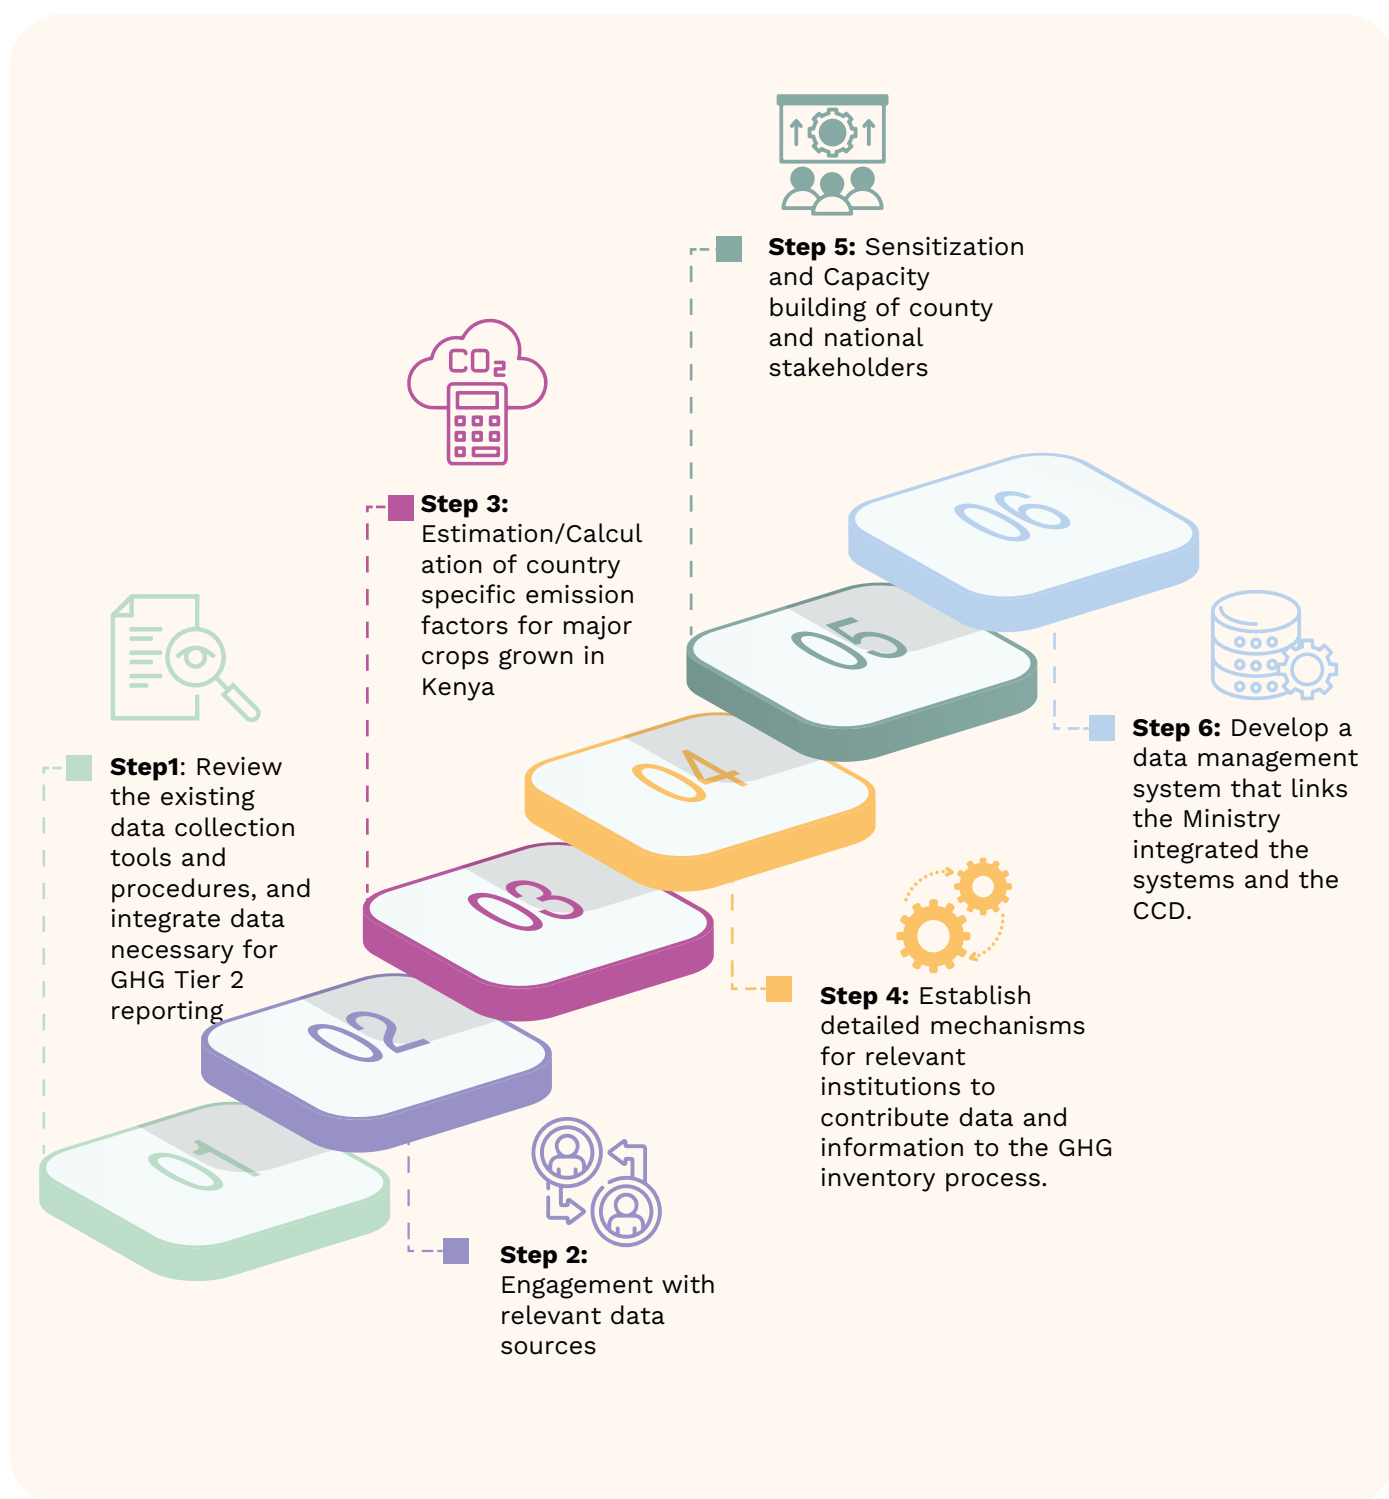 Step 5: Sensitization
and Capacity
building of county
and national
stakeholders
CO2
Step 3:
Estimation/Calcul
ation of country
specific emission
factors for major
crops grown in
Kenya
06
05
Step 6: Develop a
data management
system that links
the Ministry
integrated the
systems and the
CCD.
Step1: Review
the existing
data collection
tools and
procedures, and
integrate data
necessary for
GHG Tier 2
reporting
04
03
Step 4: Establish
detailed mechanisms
for relevant
institutions to
contribute data and
information to the GHG
inventory process.
02
01
Step 2:
Engagement with
relevant data
sources